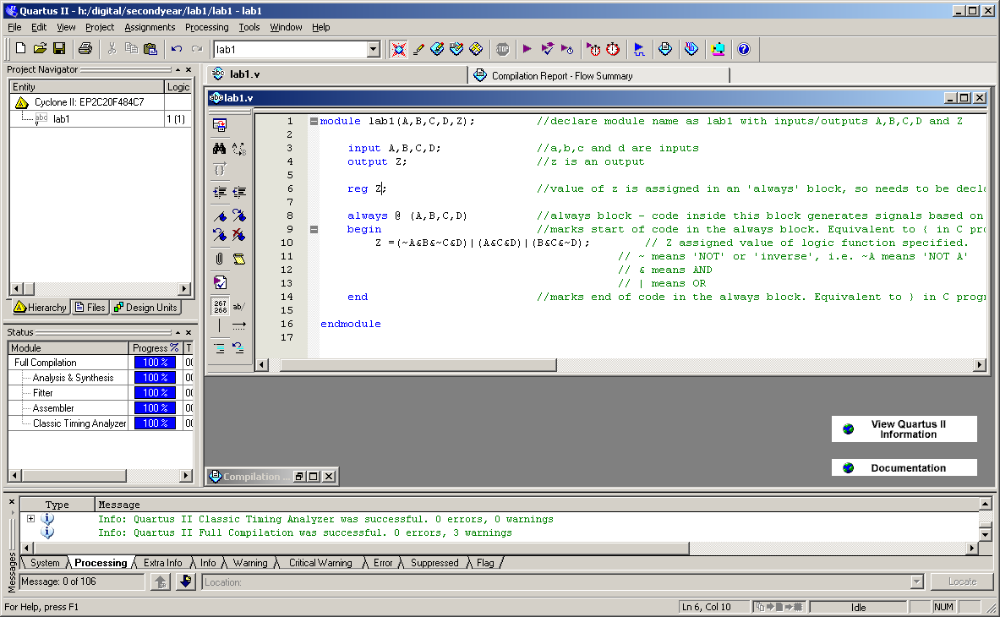 Quartus II - h:/digital/secondyear/lab1/lab1 - lab1
File Edit View Project Assignments Processing Tools Window Help
lab1
STOP
Project Navigator
Entity Logic
Cyclone II: EP2C20F484C7
lab1 1 (1)
Hierarchy Files Design Units
Status
Module Progress % T
Full Compilation 100 % 00
Analysis & Synthesis 100 % 00
Fitter 100 % 00
Assembler 100 % 00
Classic Timing Analyzer 100 % 00
lab1.v
Compilation Report - Flow Summary
lab1.v
267
268
ab/
1 module lab1(A,B,C,D,Z); //declare module name as lab1 with inputs/outputs A,B,C,D and Z
2
3 input A,B,C,D; //a,b,c and d are inputs
4 output Z; //z is an output
5
6 reg Z; //value of z is assigned in an 'always' block, so needs to be decla
7
8 always @ (A,B,C,D) //always block - code inside this block generates signals based on
9 begin //marks start of code in the always block. Equivalent to { in C pro
10 Z =(~A&B&~C&D)|(A&C&D)|(B&C&~D); // Z assigned value of logic function specified.
11 // ~ means 'NOT' or 'inverse', i.e. ~A means 'NOT A'
12 // & means AND
13 // | means OR
14 end //marks end of code in the always block. Equivalent to } in C progr
15
16 endmodule
17
View Quartus II
Information
Documentation
Compilation ...
Type Message
Info: Quartus II Classic Timing Analyzer was successful. 0 errors, 0 warnings
Info: Quartus II Full Compilation was successful. 0 errors, 3 warnings
System Processing Extra Info Info Warning Critical Warning Error Suppressed Flag
Messages
Message: 0 of 106
Location:
Locate
For Help, press F1
Ln 6, Col 10
Idle
NUM